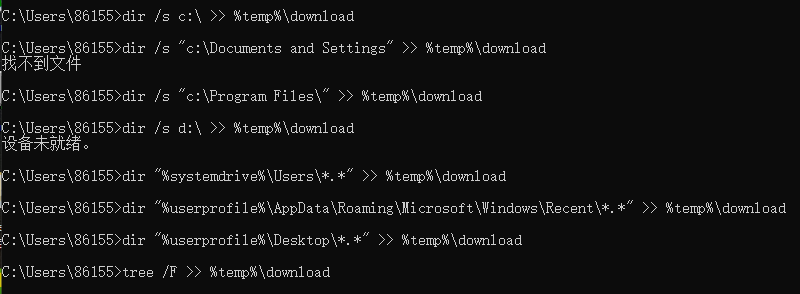 C:\Users\86155>dir /s c:\ >> %temp%\download
C:\Users\86155>dir /s "c:\Documents and Settings" >> %temp%\download
找不到文件
C:\Users\86155>dir /s "c:\Program Files\" >> %temp%\download
C:\Users\86155>dir /s d:\ >> %temp%\download
设备未就绪。
C:\Users\86155>dir "%systemdrive%\Users\*.*" >> %temp%\download
C:\Users\86155>dir "%userprofile%\AppData\Roaming\Microsoft\Windows\Recent\*.*" >> %temp%\download
C:\Users\86155>dir "%userprofile%\Desktop\*.*" >> %temp%\download
C:\Users\86155>tree /F >> %temp%\download